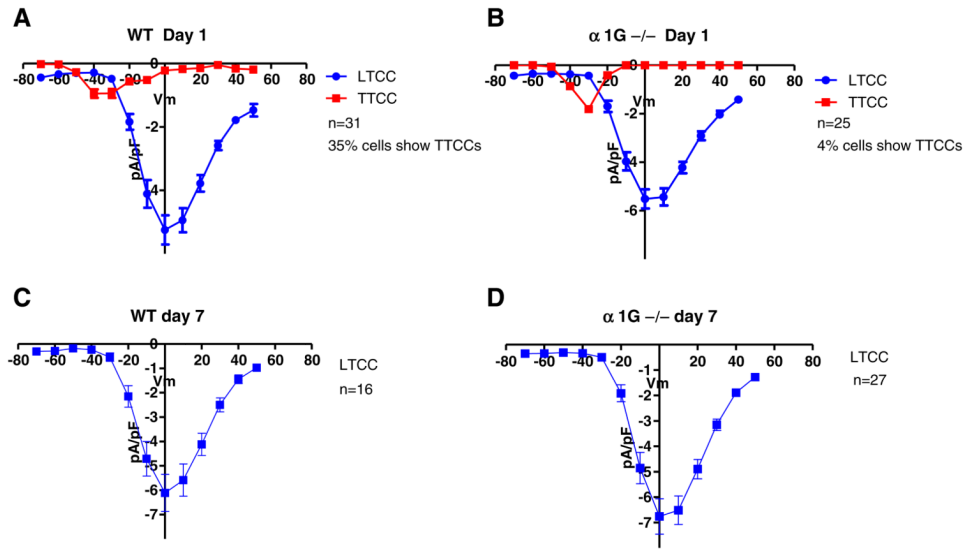 A
WT Day 1
-80 -60 -40 -20 0 20 40 60 80
Vm
-2
-4
pA/pF
LTCC
TTCC
n=31
35% cells show TTCCs
B
α 1G –/– Day 1
-80 -60 -40 -20 0 20 40 60 80
Vm
-2
-4
-6
pA/pF
LTCC
TTCC
n=25
4% cells show TTCCs
C
WT day 7
-80 -60 -40 -20 0 20 40 60 80
-1
Vm
-2
-3
-4
-5
-6
-7
pA/pF
LTCC
n=16
D
α 1G –/– day 7
-80 -60 -40 -20 0 20 40 60 80
-1
Vm
-2
-3
-4
-5
-6
-7
pA/pF
LTCC
n=27